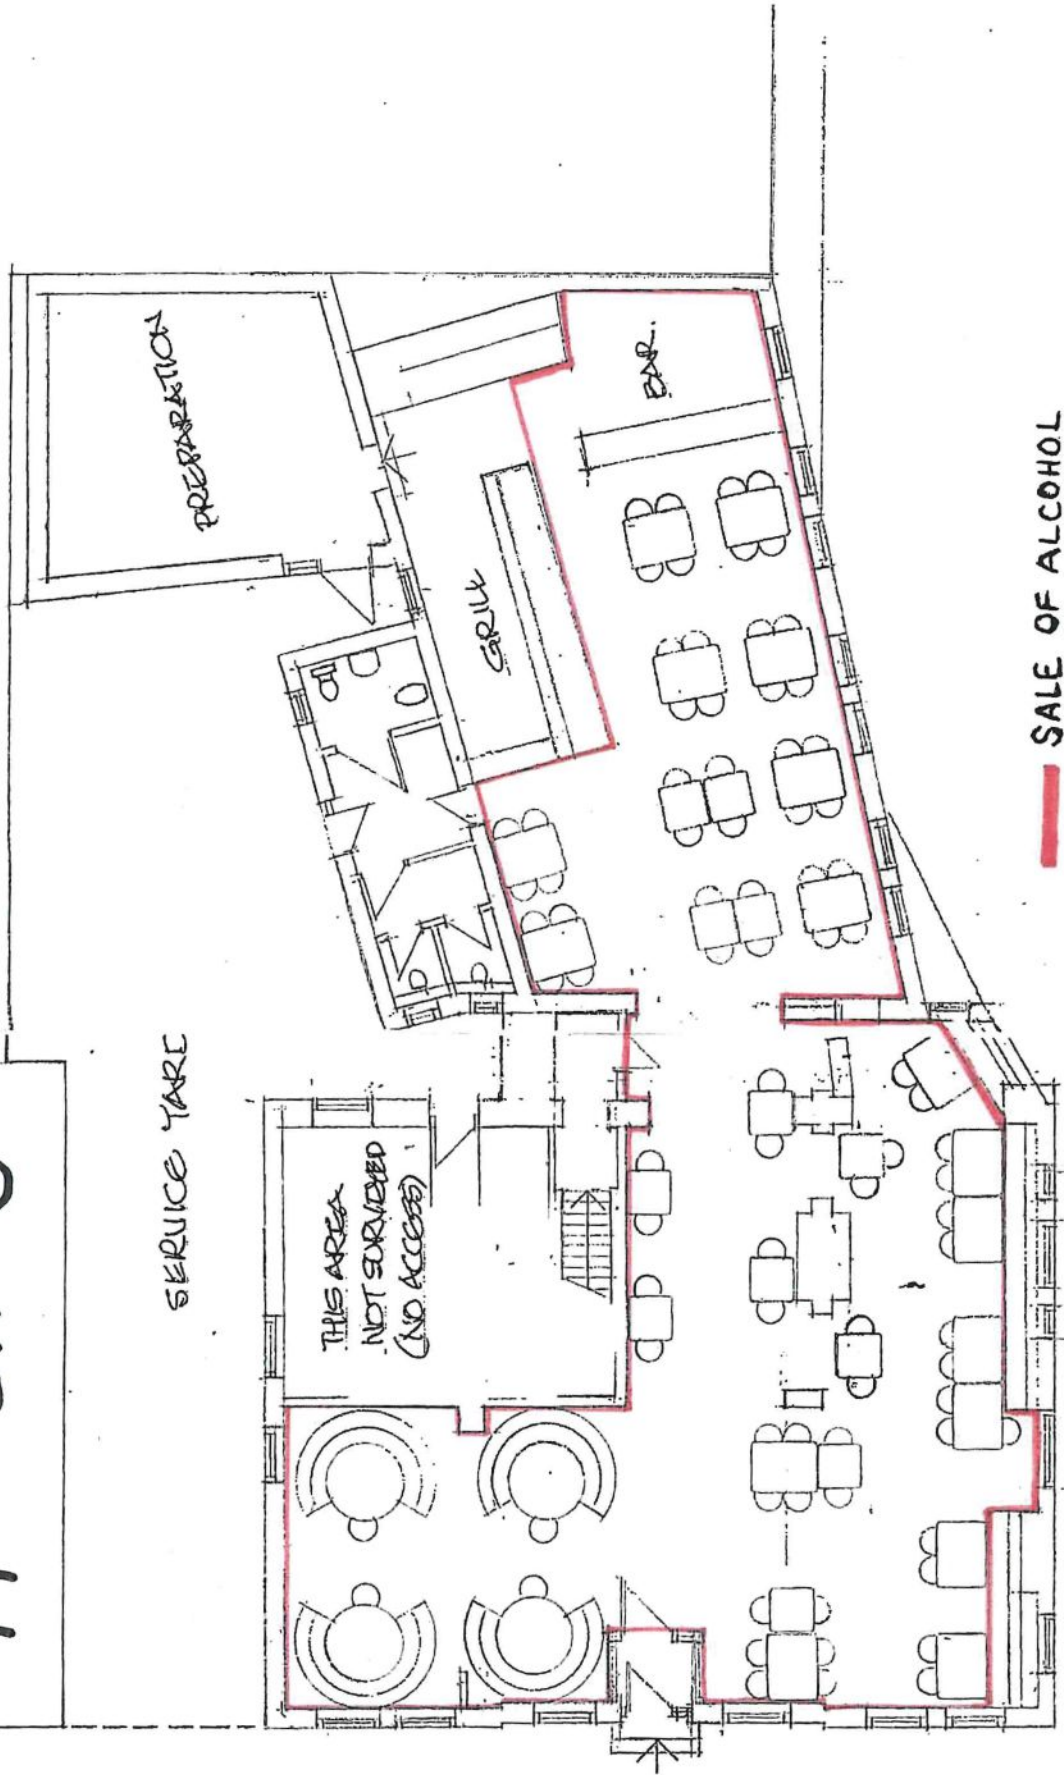 SERVICE YARD
PREPARATION
GRILL
BAR.
THIS AREA
NOT SURVEYED
(NO ACCESS)
SALE OF ALCOHOL